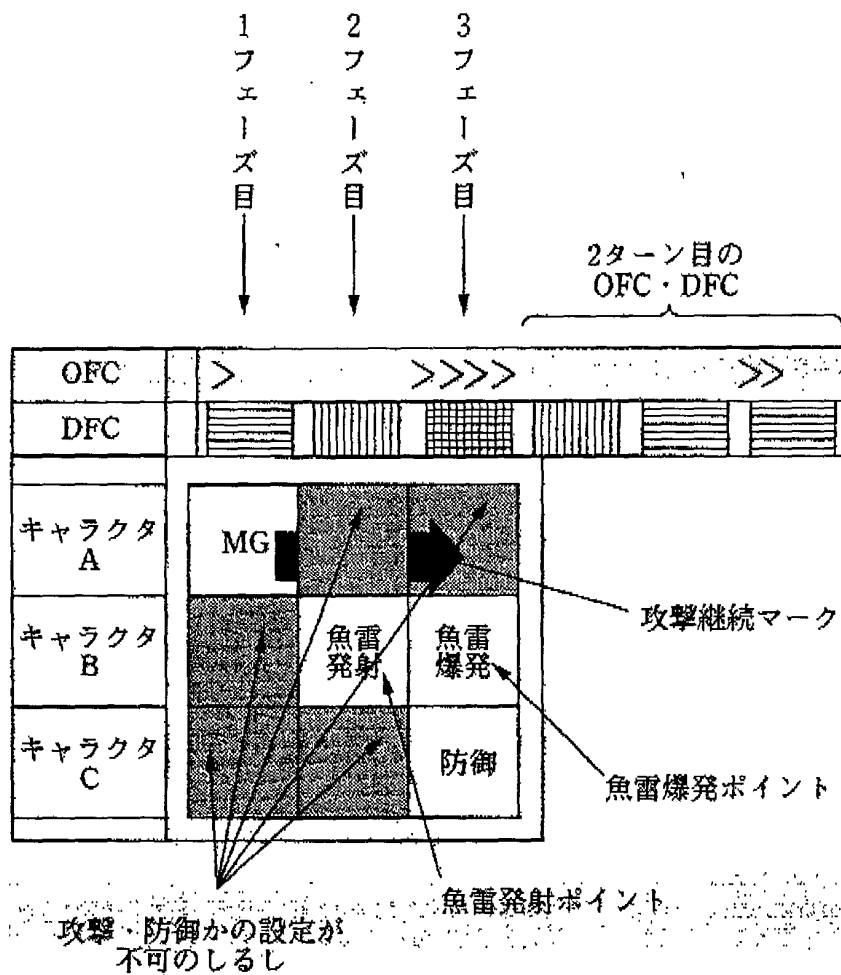 1フェーズ目
2フェーズ目
3フェーズ目
2ターン目の
OFC・DFC
OFC
>
>>>>
>>
DFC
キャラクタ
A
MG
攻撃継続マーク
キャラクタ
B
魚雷
発射
魚雷
爆発
キャラクタ
C
防御
魚雷爆発ポイント
魚雷発射ポイント
攻撃・防御かの設定が
不可のしるし